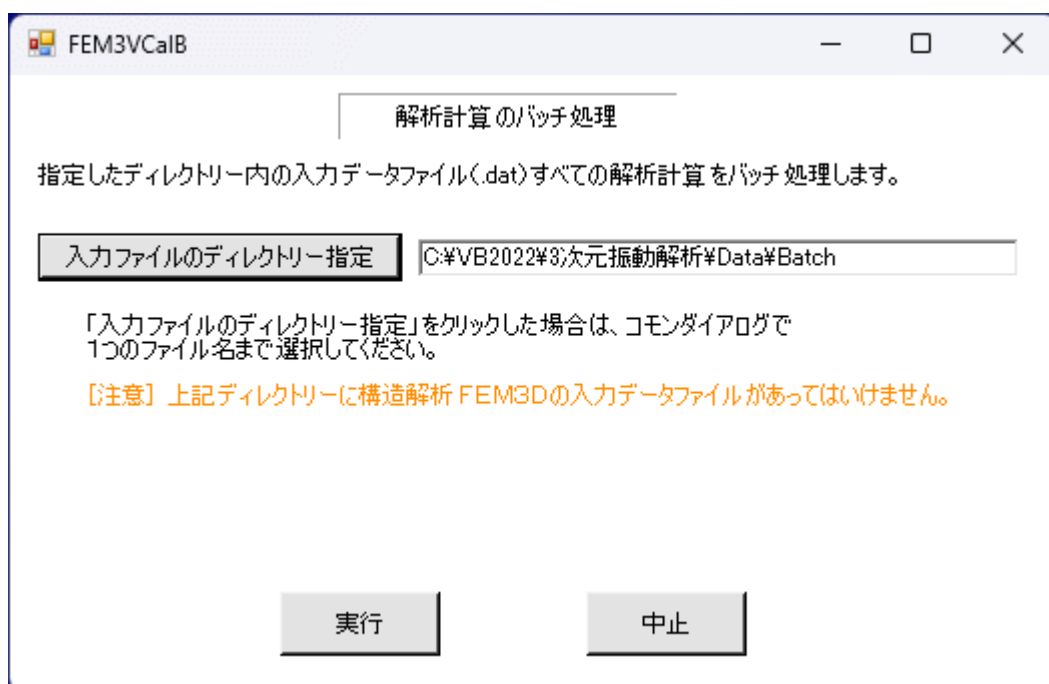 FEM3VCalB
解析計算のバッチ処理
指定したディレクトリー内の入力データファイル(.dat)すべての解析計算をバッチ処理します。
入力ファイルのディレクトリー指定
C:¥VB2022¥3次元振動解析¥Data¥Batch
「入力ファイルのディレクトリー指定」をクリックした場合は、コモンダイアログで
1つのファイル名まで選択してください。
［注意］上記ディレクトリーに構造解析FEM3Dの入力データファイルがあってはいけません。
実行
中止